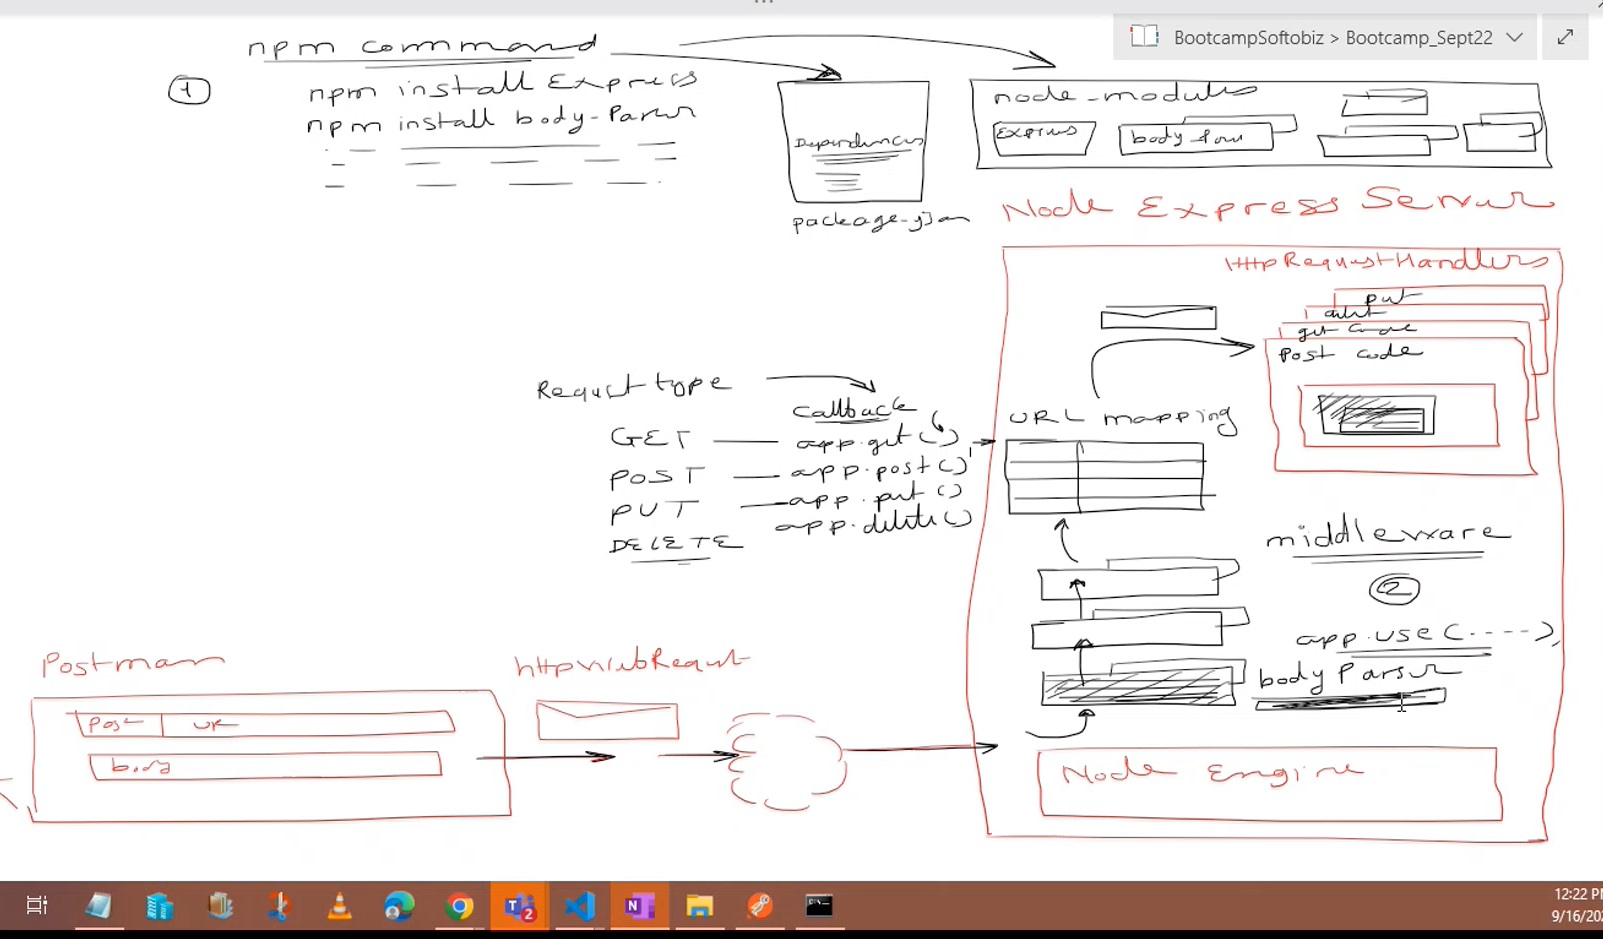 BootcampSoftobiz > Bootcamp_Sept22
npm command
1
npm install Express
npm install body-Parser
Dependencies
package-json
node-modules
Express
body Parser
Node Express Server
HttpRequestHandlers
put
delete
get code
Post code
Request type
Callback
URL mapping
GET
app.get()
POST
app.post()
PUT
app.put()
DELETE
app.delete()
middleware
2
app.use(.....)
body Parser
Postman
httpWebRequest
Post
url
body
Node Engine
T
2
N
12:22 P
9/16/20